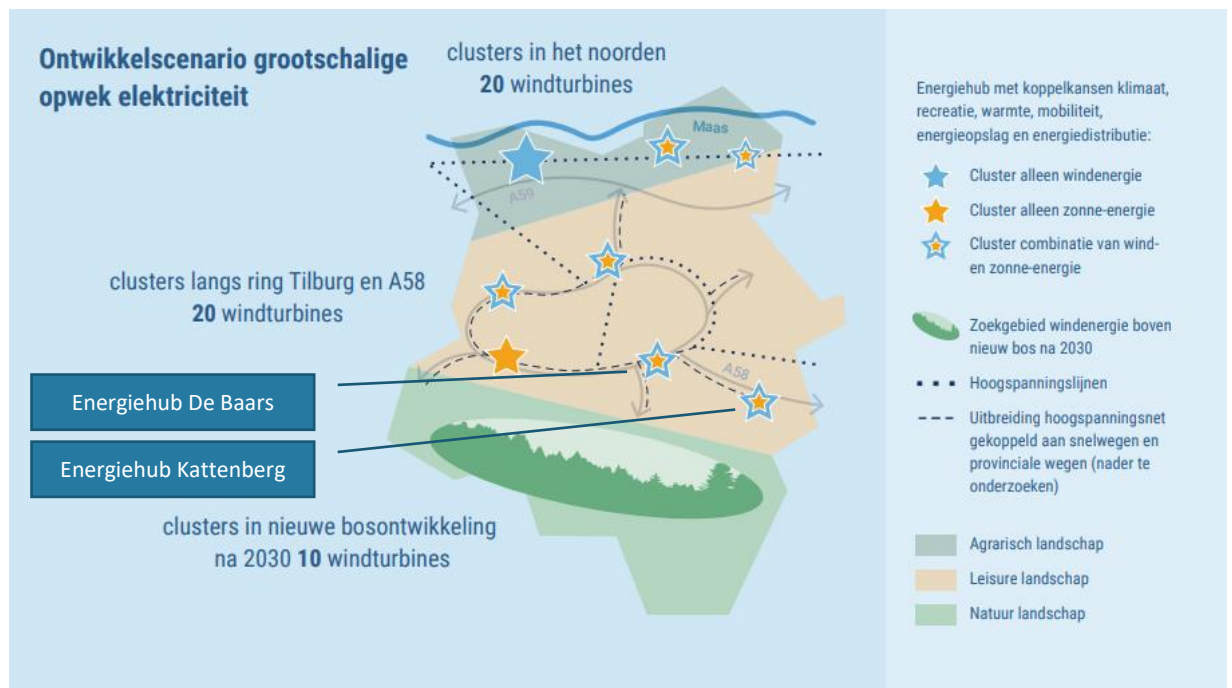 Ontwikkelscenario grootschalige
opwek elektriciteit
clusters in het noorden
20 windturbines
Maas
A59
clusters langs ring Tilburg en A58
20 windturbines
A58
Energiehub De Baars
Energiehub Kattenberg
clusters in nieuwe bosontwikkeling
na 2030 10 windturbines
Energiehub met koppelkansen klimaat,
recreatie, warmte, mobiliteit,
energieopslag en energiedistributie:
Cluster alleen windenergie
Cluster alleen zonne-energie
Cluster combinatie van wind-
en zonne-energie
Zoekgebied windenergie boven
nieuw bos na 2030
Hoogspanningslijnen
Uitbreiding hoogspanningsnet
gekoppeld aan snelwegen en
provinciale wegen (nader te
onderzoeken)
Agrarisch landschap
Leisure landschap
Natuur landschap